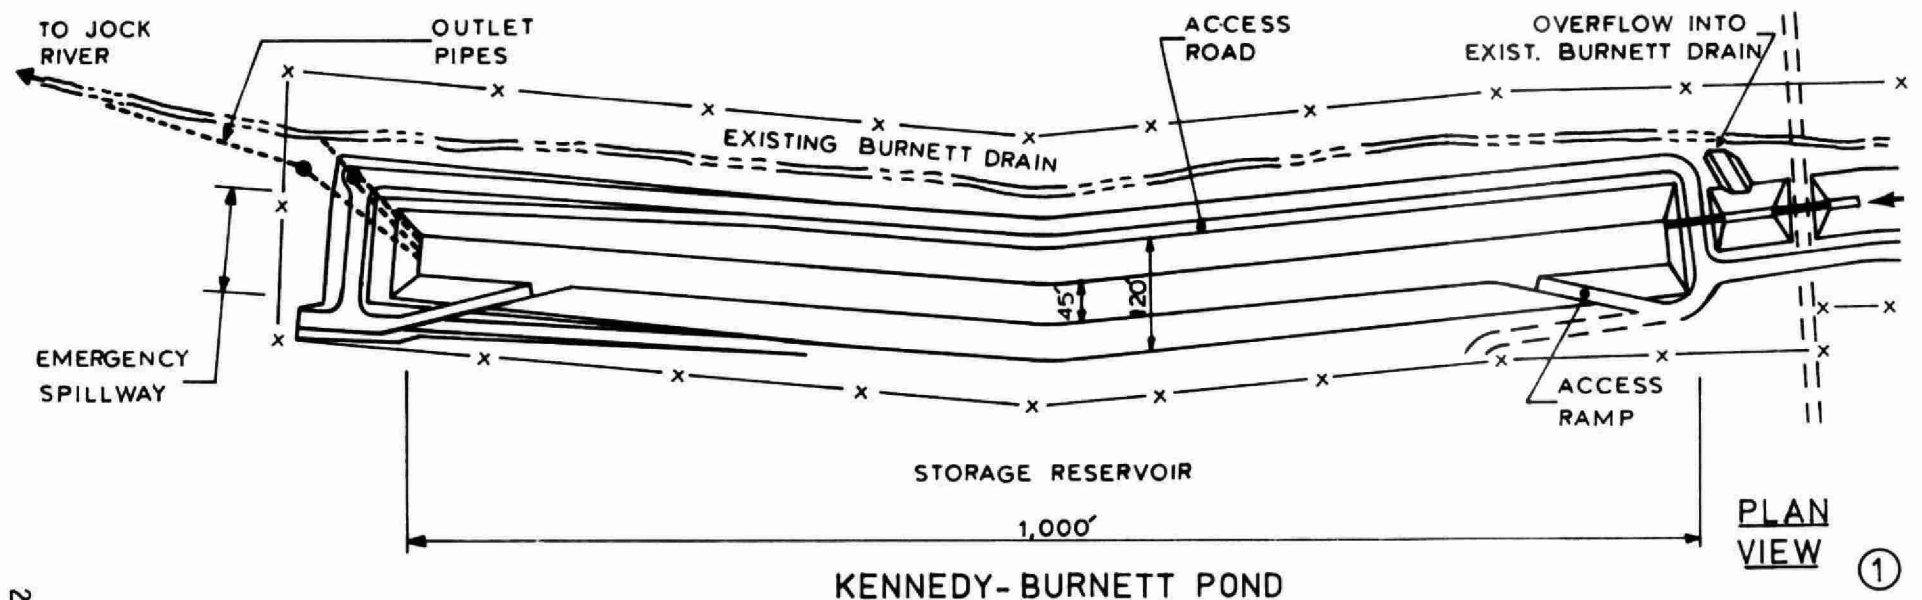 TO JOCK
RIVER
OUTLET
PIPES
ACCESS
ROAD
OVERFLOW INTO
EXIST. BURNETT DRAIN
EXISTING BURNETT DRAIN
45'
120'
EMERGENCY
SPILLWAY
ACCESS
RAMP
STORAGE RESERVOIR
1,000'
PLAN
VIEW
1
KENNEDY-BURNETT POND
2